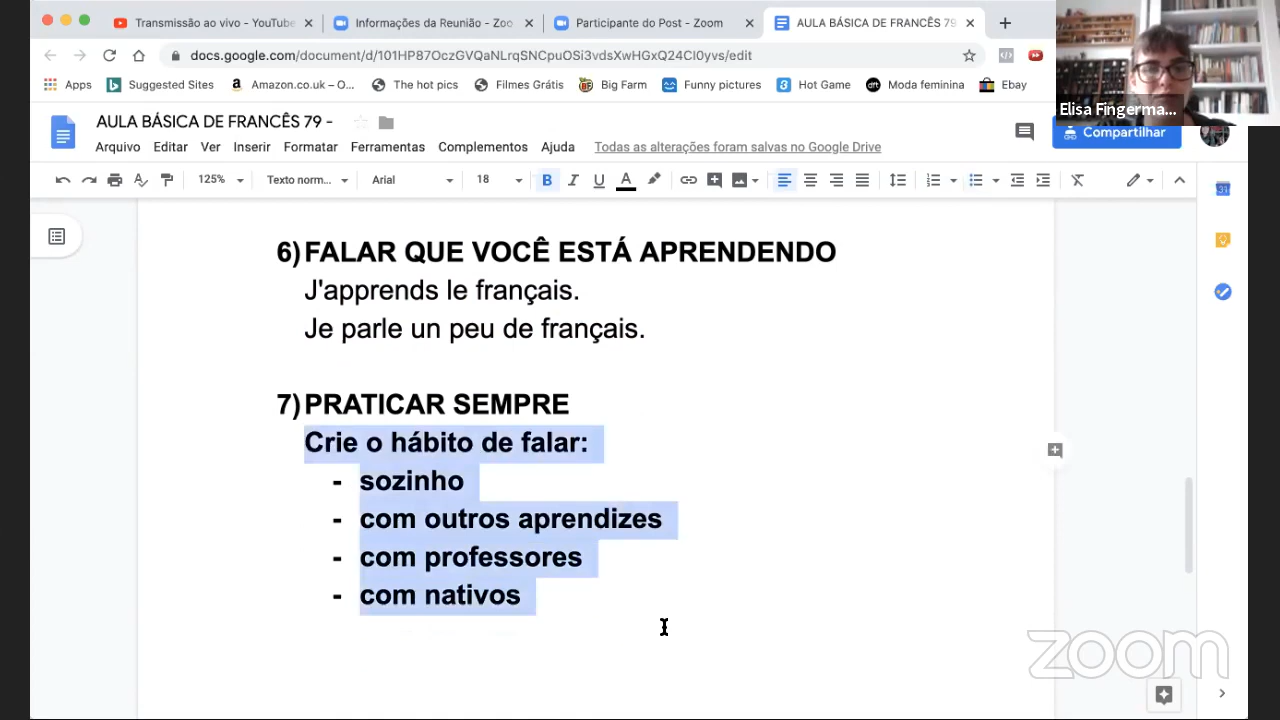 Transmissão ao vivo - YouTube
Informações da Reunião - Zoo
Participante do Post - Zoom
AULA BÁSICA DE FRANCÊS 79
docs.google.com/document/d/101HP87OczGVQaNLrqSNCpuOSi3vdsXwHGxQ24CI0yvs/edit
Apps
Suggested Sites
Amazon.co.uk – O...
Ths hot pics
Filmes Grátis
Big Farm
Funny pictures
Hot Game
Moda feminina
Ebay
Elisa Fingerma...
AULA BÁSICA DE FRANCÊS 79 -
Compartilhar
Arquivo Editar Ver Inserir Formatar Ferramentas Complementos Ajuda Todas as alterações foram salvas no Google Drive
125% Texto norm... Arial 18 B I U A
6) FALAR QUE VOCÊ ESTÁ APRENDENDO
J'apprends le français.
Je parle un peu de français.
7) PRATICAR SEMPRE
Crie o hábito de falar:
- sozinho
- com outros aprendizes
- com professores
- com nativos
zoom